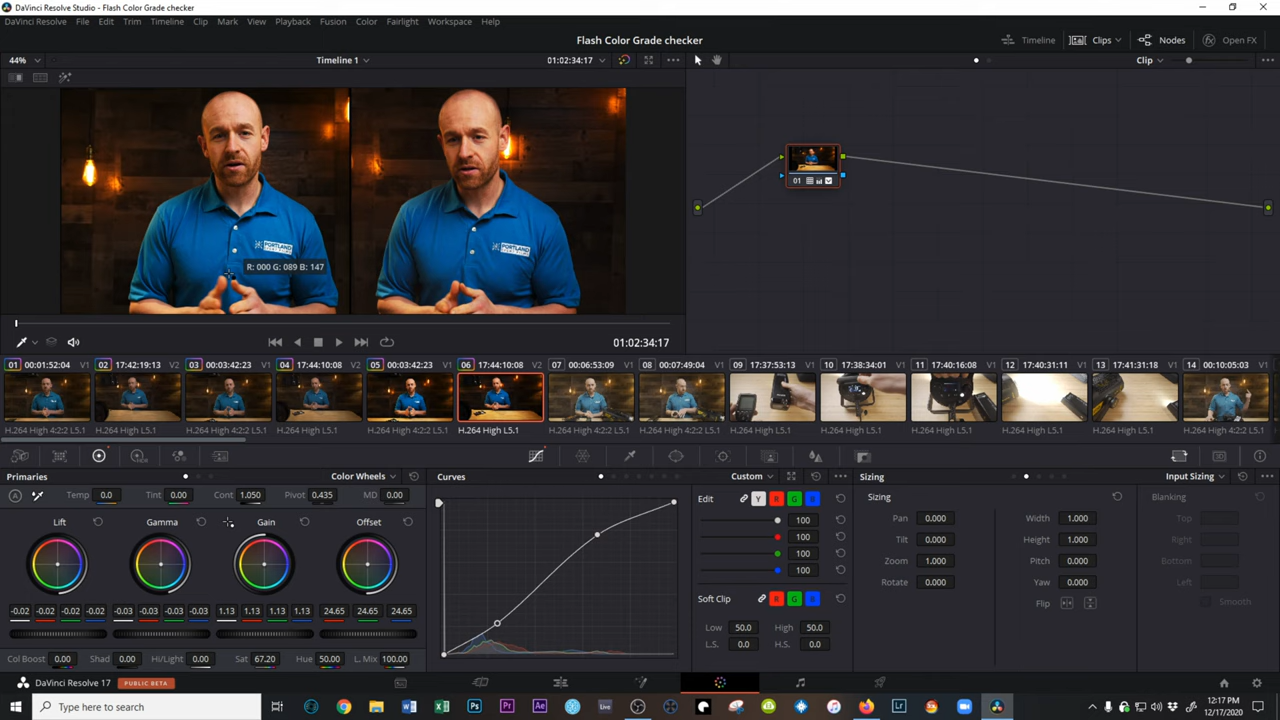 DaVinci Resolve Studio - Flash Color Grade checker
DaVinci Resolve File Edit Trim Timeline Clip Mark View Playback Fusion Color Fairlight Workspace Help
Flash Color Grade checker
Timeline Clips Nodes Open FX
44% Timeline 1 01:02:34:17 Clip
PORTLAND
PORTLAND
R: 000 G: 089 B: 147
01
01:02:34:17
01 00:01:52:04 V1 02 17:42:19:13 V2 03 00:03:42:23 V1 04 17:44:10:08 V2 05 00:03:42:23 V1 06 17:44:10:08 V2 07 00:06:53:09 V1 08 00:07:49:04 V1 09 17:37:53:13 V1 10 17:38:34:01 V1 11 17:40:16:08 V1 12 17:40:31:11 V1 13 17:41:31:18 V1 14 00:10:05:03 V1
H.264 High 4:2:2 L5.1 H.264 High L5.1 H.264 High 4:2:2 L5.1 H.264 High L5.1 H.264 High 4:2:2 L5.1 H.264 High L5.1 H.264 High 4:2:2 L5.1 H.264 High 4:2:2 L5.1 H.264 High L5.1 H.264 High L5.1 H.264 High L5.1 H.264 High L5.1 H.264 High L5.1 H.264 High 4:2:2 L5.1
Primaries Color Wheels Curves Custom Sizing Input Sizing
Temp 0.0 Tint 0.00 Cont 1.050 Pivot 0.435 MD 0.00 Edit Y R G B Sizing Blanking
Lift Gamma Gain Offset 100 Pan 0.000 Width 1.000 Top
100 Tilt 0.000 Height 1.000 Bottom
100 Zoom 1.000 Pitch 0.000 Left
100 Rotate 0.000 Yaw 0.000 Right
Soft Clip R G B Flip Smooth
-0.02 -0.02 -0.02 -0.02 -0.03 -0.03 -0.03 -0.03 1.13 1.13 1.13 1.13 24.65 24.65 24.65
Low 50.0 High 50.0
L.S. 0.0 H.S. 0.0
Col Boost 0.00 Shad 0.00 Hi/Light 0.00 Sat 67.20 Hue 50.00 L. Mix 100.00
DaVinci Resolve 17 PUBLIC BETA
Type here to search Ps Pr Ae Live Lr 12:17 PM
12/17/2020